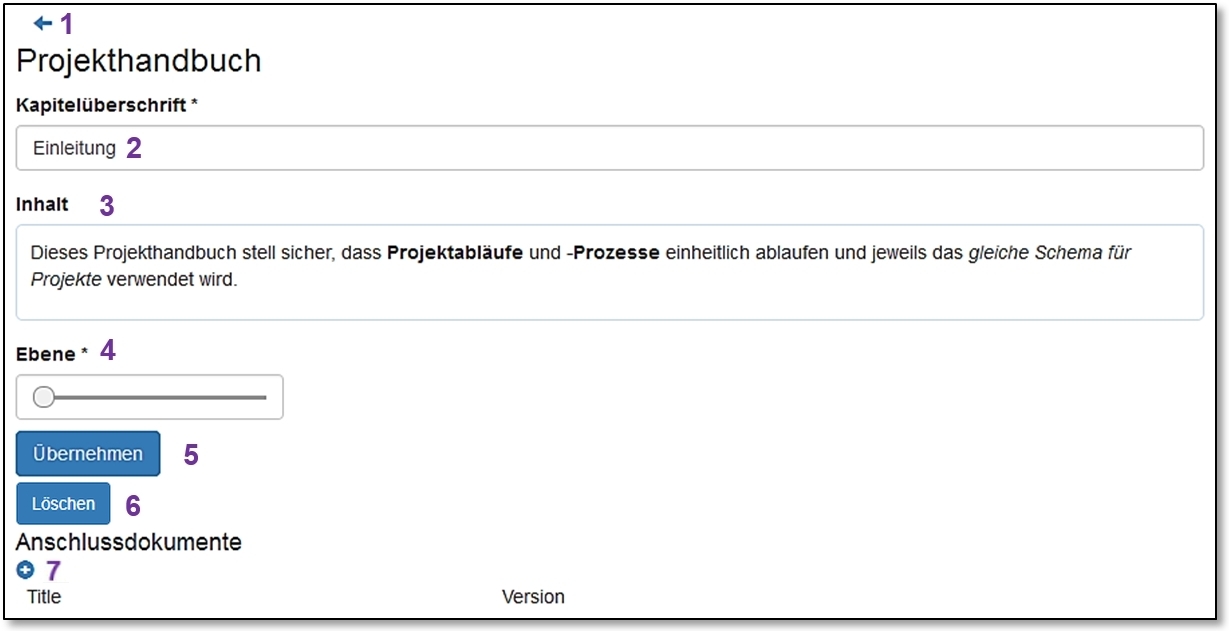 1
Projekthandbuch
Kapitelüberschrift *
Einleitung 2
Inhalt 3
Dieses Projekthandbuch stell sicher, dass Projektabläufe und -Prozesse einheitlich ablaufen und jeweils das gleiche Schema für
Projekte verwendet wird.
Ebene * 4
Übernehmen 5
Löschen 6
Anschlussdokumente
7
Title Version